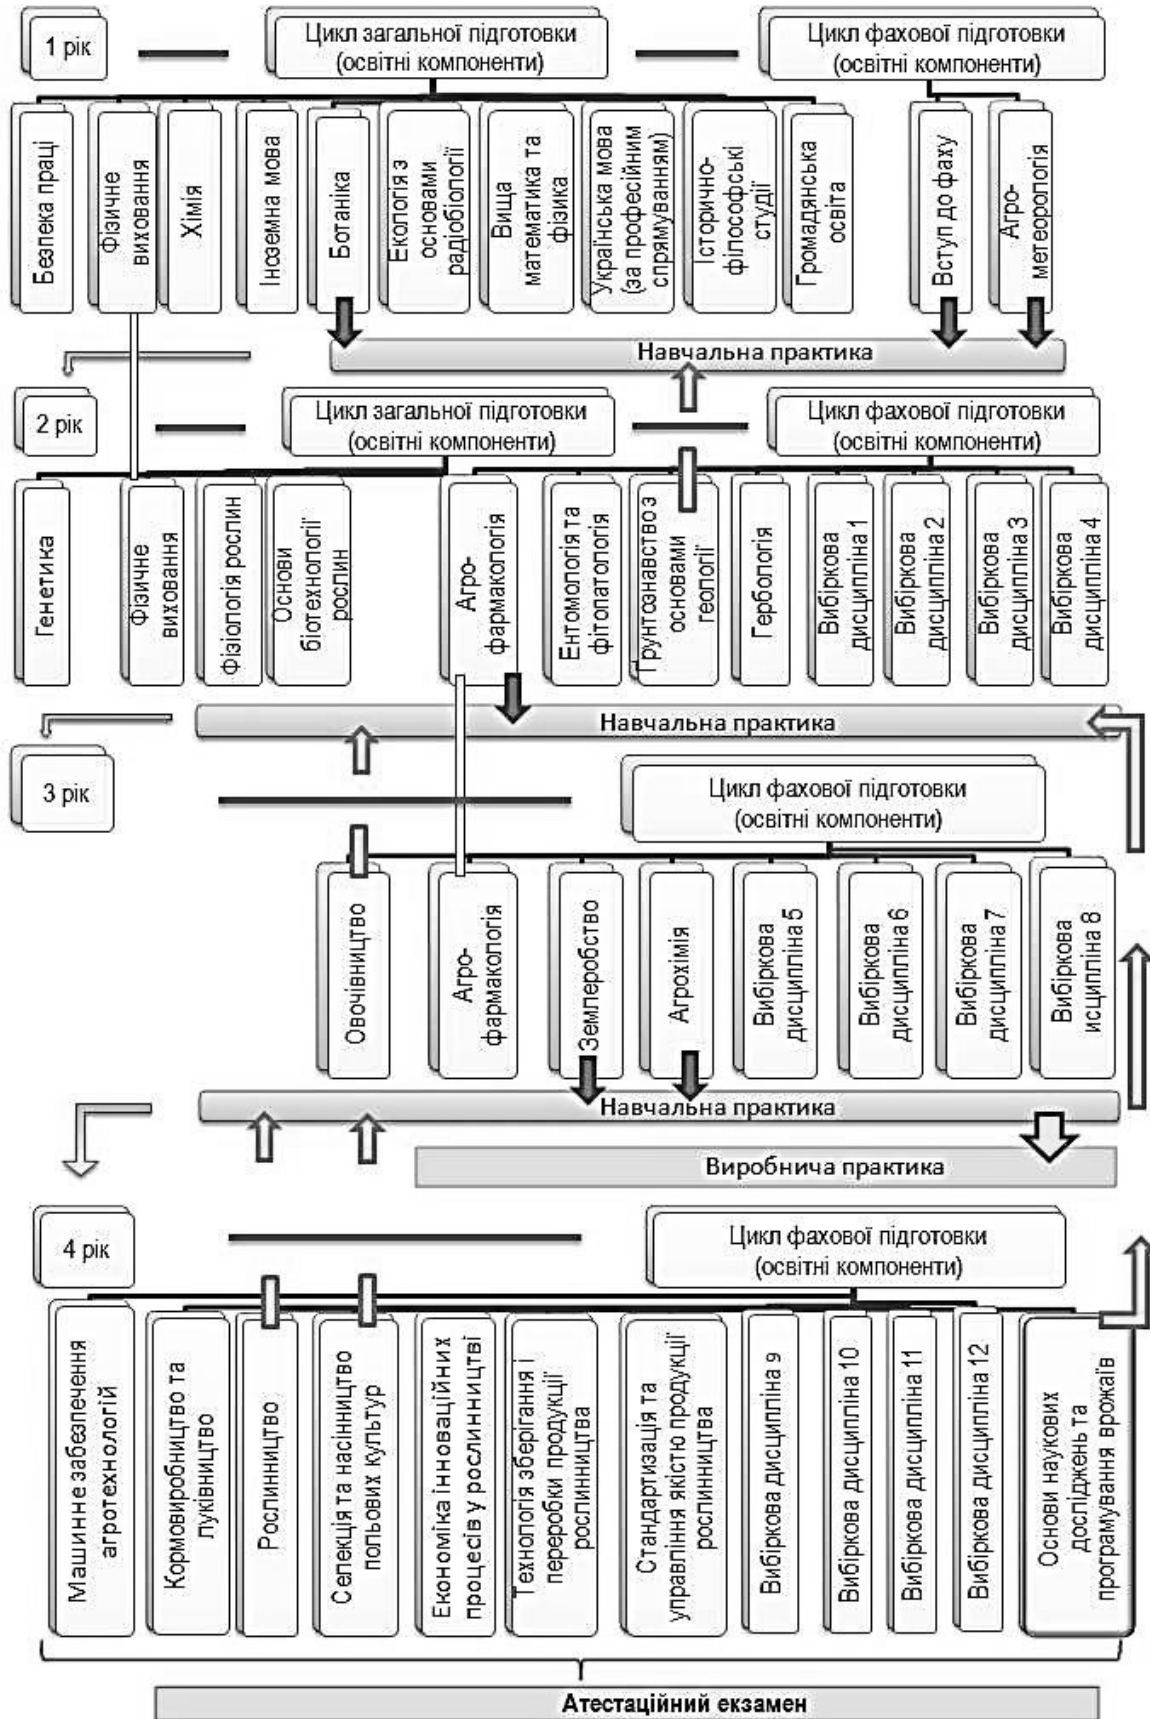 1 рік
Цикл загальної підготовки
(освітні компоненти)
Цикл фахової підготовки
(освітні компоненти)
Безпека праці
Фізичне
виховання
Хімія
Іноземна мова
Ботаніка
Екологія з
основами
радіобіології
Вища
математика та
фізика
Українська мова
(за професійним
спрямуванням)
Історично-
філософські
студії
Громадянська
освіта
Вступ до фаху
Агро-
метеорологія
Навчальна практика
2 рік
Цикл загальної підготовки
(освітні компоненти)
Цикл фахової підготовки
(освітні компоненти)
Генетика
Фізичне
виховання
Фізіологія рослин
Основи
біотехнології
рослин
Агро-
фармакологія
Ентомологія та
фітопатологія
Ґрунтознавство з
основами
геології
Гербологія
Вибіркова
дисципліна 1
Вибіркова
дисципліна 2
Вибіркова
дисципліна 3
Вибіркова
дисципліна 4
Навчальна практика
3 рік
Цикл фахової підготовки
(освітні компоненти)
Овочівництво
Агро-
фармакологія
Землеробство
Агрохімія
Вибіркова
дисципліна 5
Вибіркова
дисципліна 6
Вибіркова
дисципліна 7
Вибіркова
исципліна 8
Навчальна практика
Виробнича практика
4 рік
Цикл фахової підготовки
(освітні компоненти)
Машинне забезпечення
агротехнологій
Кормовиробництво та
луківництво
Рослинництво
Селекція та насінництво
польових культур
Економіка інноваційних
процесів у рослинництві
Технологія зберігання і
переробки продукції
рослинництва
Стандартизація та
управління якістю продукції
рослинництва
Вибіркова дисципліна 9
Вибіркова дисципліна 10
Вибіркова дисципліна 11
Вибіркова дисципліна 12
Основи наукових
досліджень та
програмування врожаїв
Атестаційний екзамен